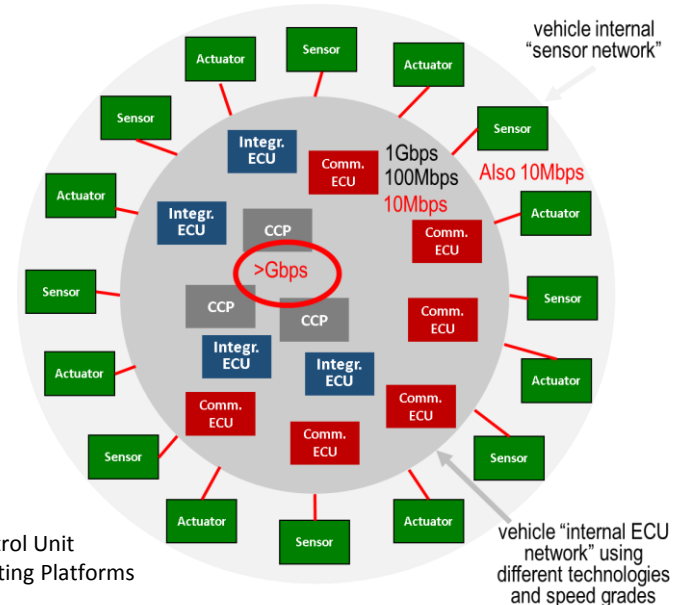 vehicle internal
“sensor network”
Sensor
Actuator
Actuator
Sensor
Sensor
Integr.
ECU
Comm.
ECU
1Gbps
100Mbps
10Mbps
Also 10Mbps
Actuator
Integr.
ECU
CCP
Comm.
ECU
Actuator
>Gbps
Sensor
CCP
CCP
Comm.
ECU
Sensor
Integr.
ECU
Integr.
ECU
Actuator
Actuator
Comm.
ECU
Comm.
ECU
Comm.
ECU
Sensor
Sensor
Actuator
Sensor
Actuator
trol Unit
ting Platforms
vehicle “internal ECU
network” using
different technologies
and speed grades